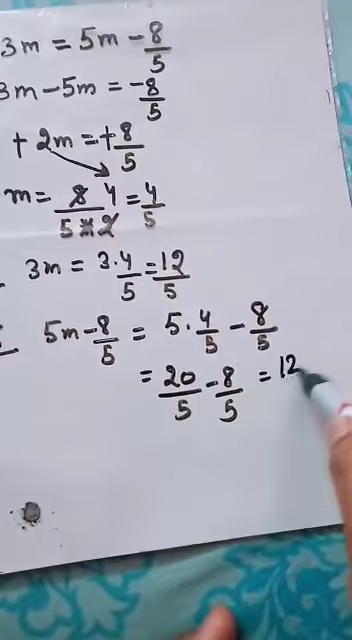 3m = 5m - 8/5
3m - 5m = -8/5
+ 2m = + 8/5
m = 8 4/5 × 2 = 4/5
3m = 3 · 4/5 = 12/5
5m - 8/5 = 5 · 4/5 - 8/5
= 20/5 - 8/5 = 12